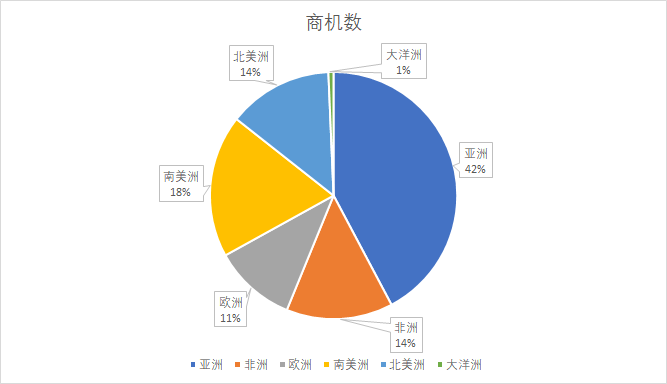 商机数
北美洲
14%
大洋洲
1%
亚洲
42%
南美洲
18%
欧洲
11%
非洲
14%
亚洲 非洲 欧洲 南美洲 北美洲 大洋洲